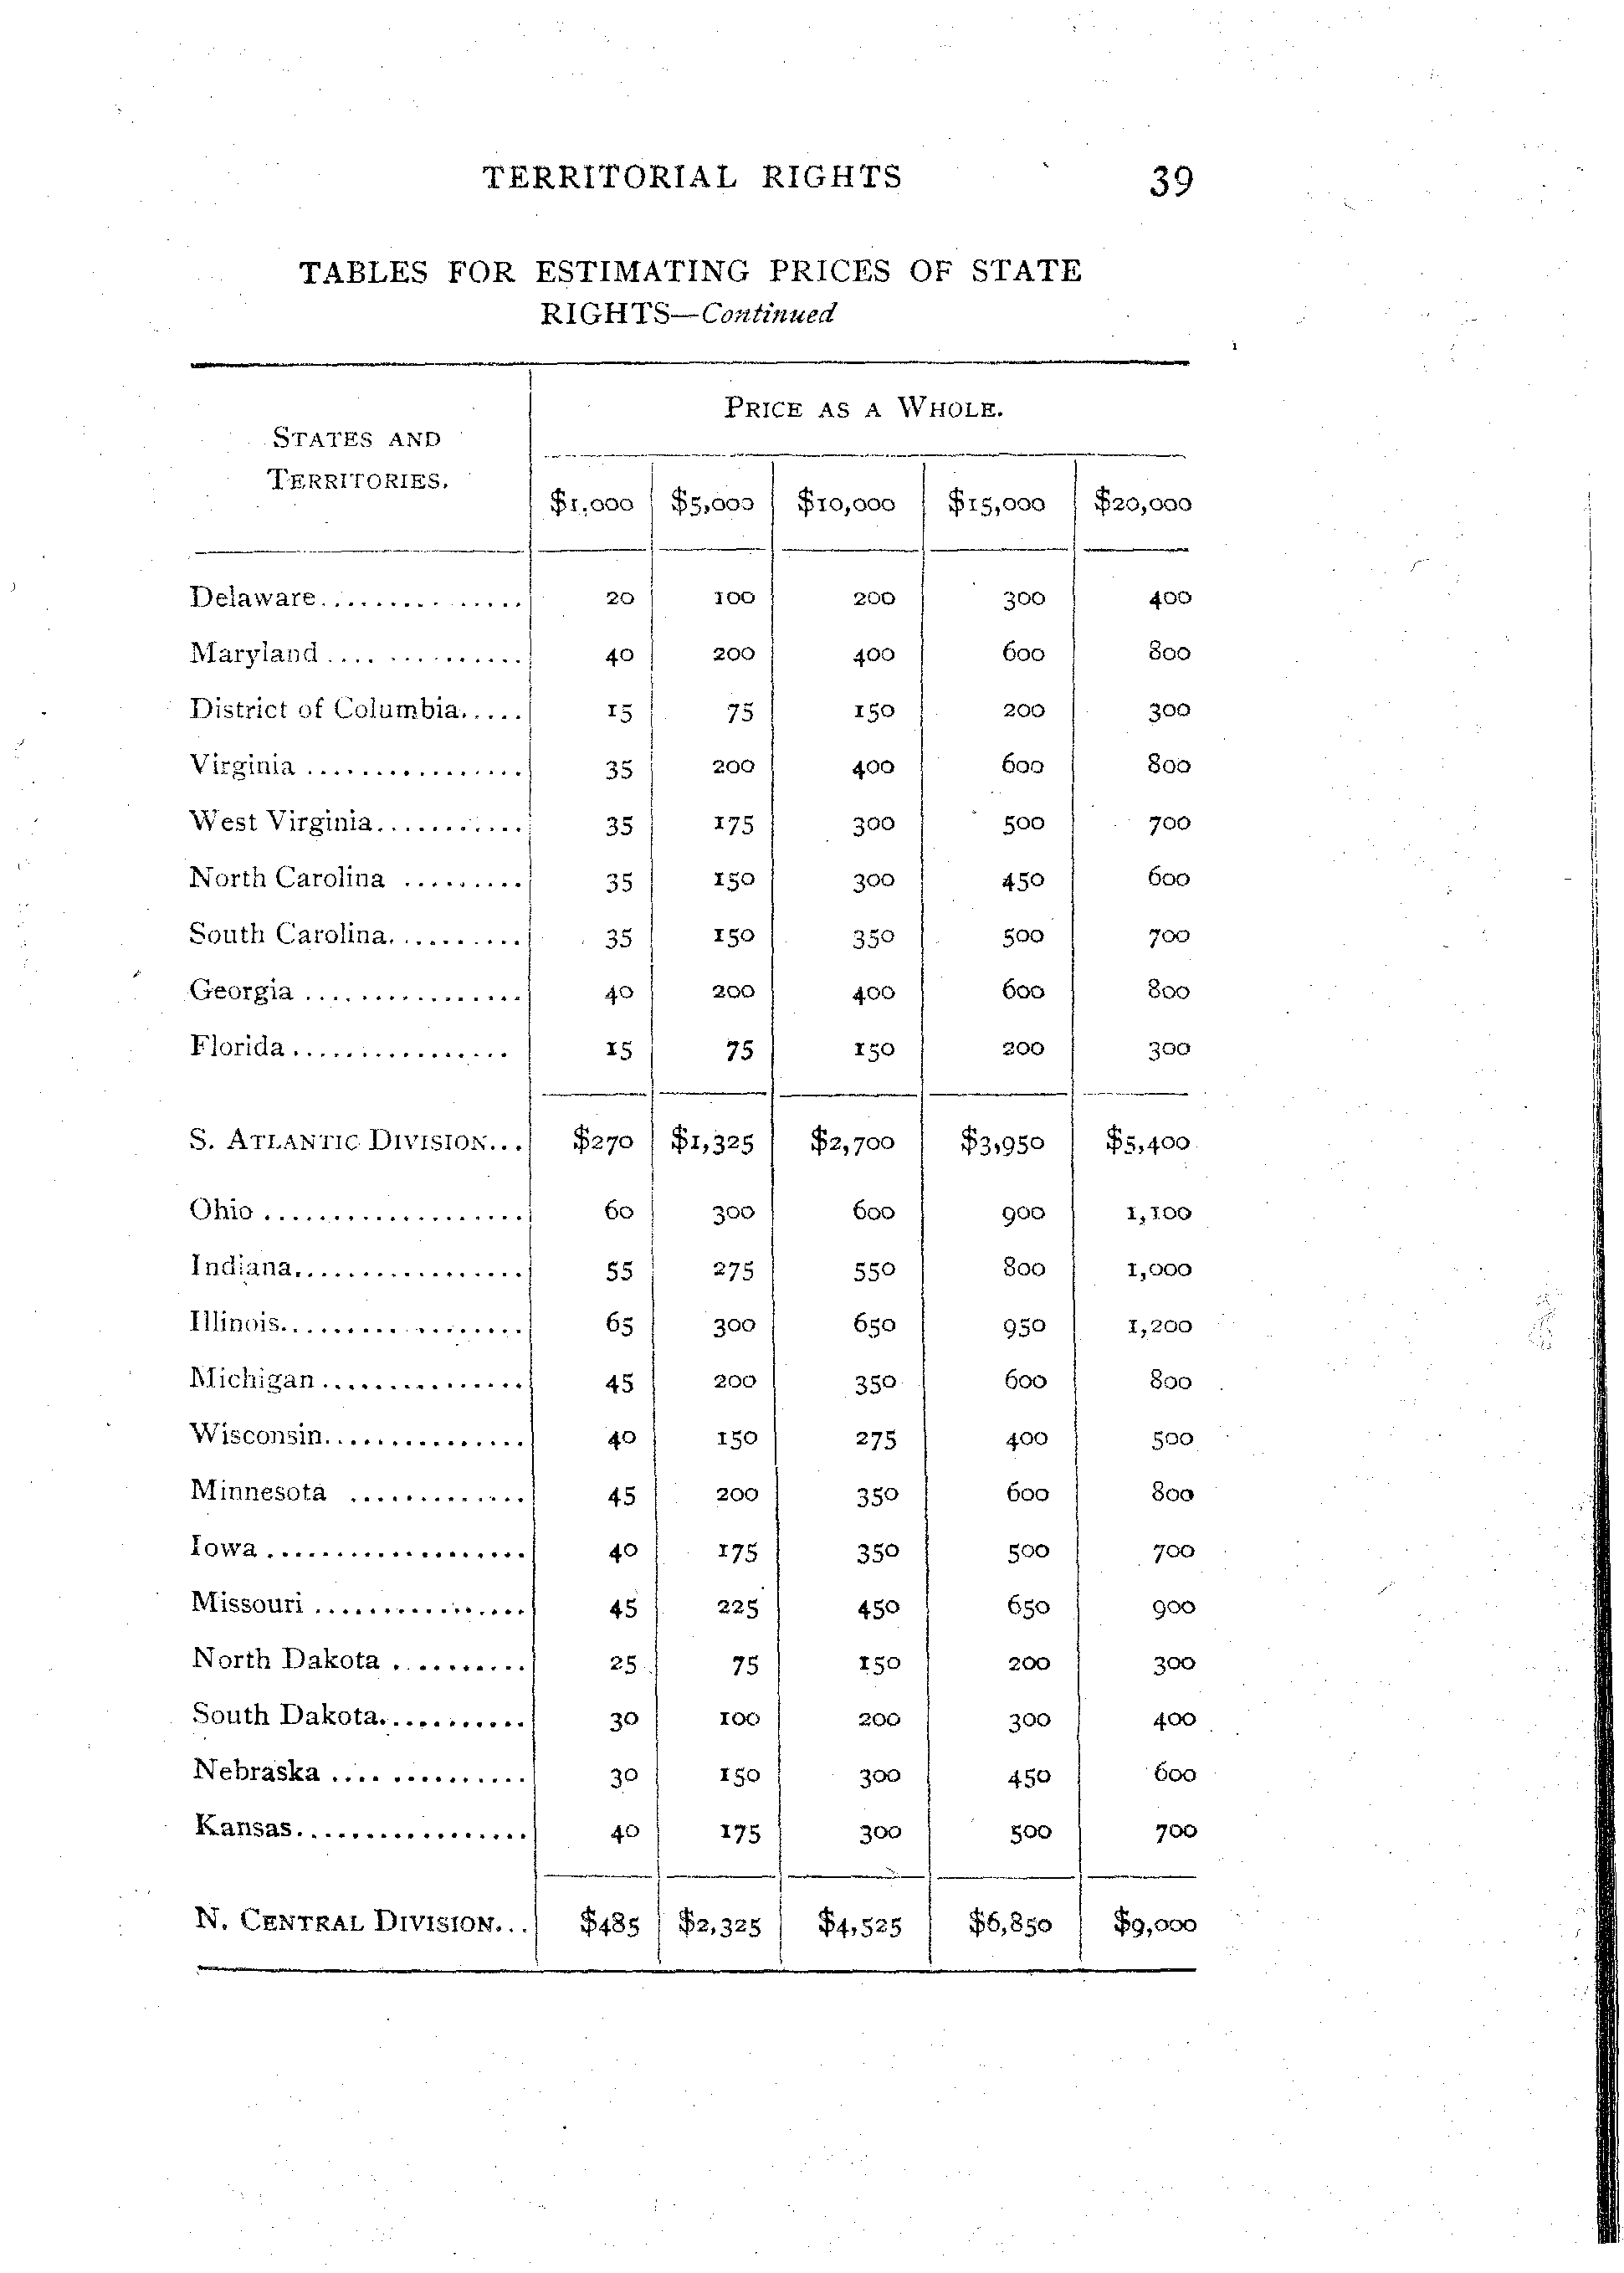 TERRITORIAL RIGHTS 39
TABLES FOR ESTIMATING PRICES OF STATE
RIGHTS—Continued
PRICE AS A WHOLE.
STATES AND
TERRITORIES.
$1,000 $5,000 $10,000 $15,000 $20,000
Delaware................ 20 100 200 300 400
Maryland.... .......... 40 200 400 600 800
District of Columbia..... 15 75 150 200 300
Virginia ................ 35 200 400 600 800
West Virginia........... 35 175 300 500 700
North Carolina ......... 35 150 300 450 600
South Carolina.......... 35 150 350 500 700
Georgia ................ 40 200 400 600 800
Florida................ 15 75 150 200 300
S. ATLANTIC DIVISION... $270 $1,325 $2,700 $3,950 $5,400
Ohio................... 60 300 600 900 1,100
Indiana................. 55 275 550 800 1,000
Illinois.................. 65 300 650 950 1,200
Michigan............... 45 200 350 600 800
Wisconsin............... 40 150 275 400 500
Minnesota ............. 45 200 350 600 800
Iowa................... 40 175 350 500 700
Missouri ................ 45 225 450 650 900
North Dakota .......... 25 75 150 200 300
South Dakota........... 30 100 200 300 400
Nebraska .... .......... 30 150 300 450 600
Kansas................. 40 175 300 500 700
N. CENTRAL DIVISION... $485 $2,325 $4,525 $6,850 $9,000